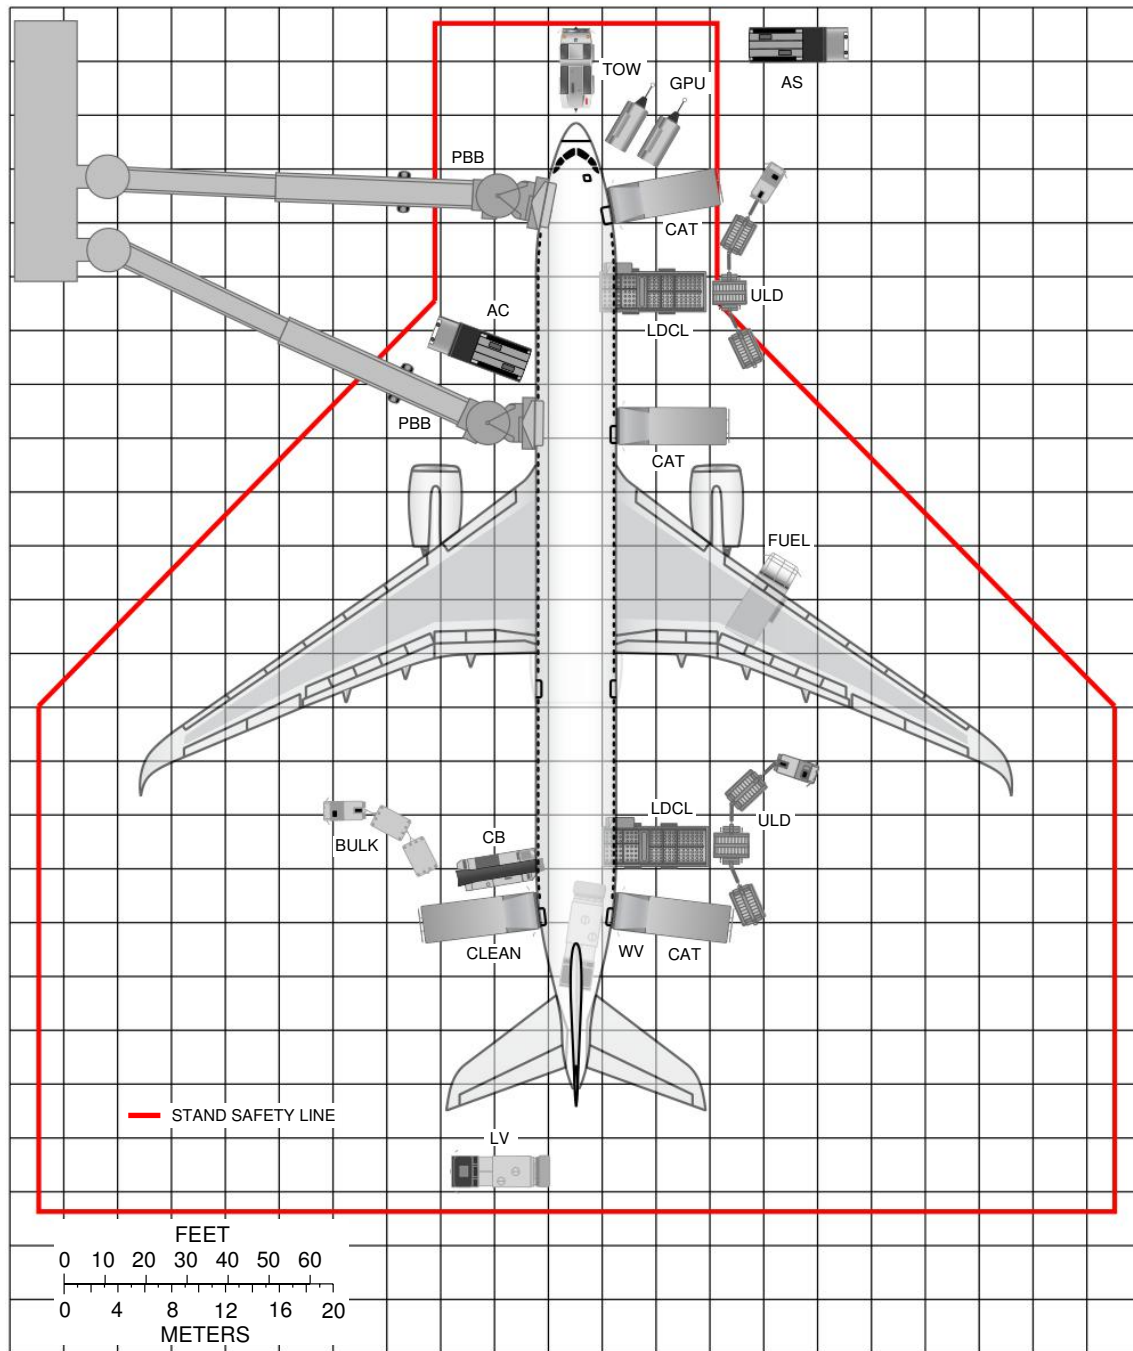 TOW
GPU
AS
PBB
CAT
ULD
AC
LDCL
PBB
CAT
FUEL
LDCL
ULD
BULK
CB
CLEAN
WV
CAT
STAND SAFETY LINE
LV
FEET
0 10 20 30 40 50 60
0 4 8 12 16 20
METERS